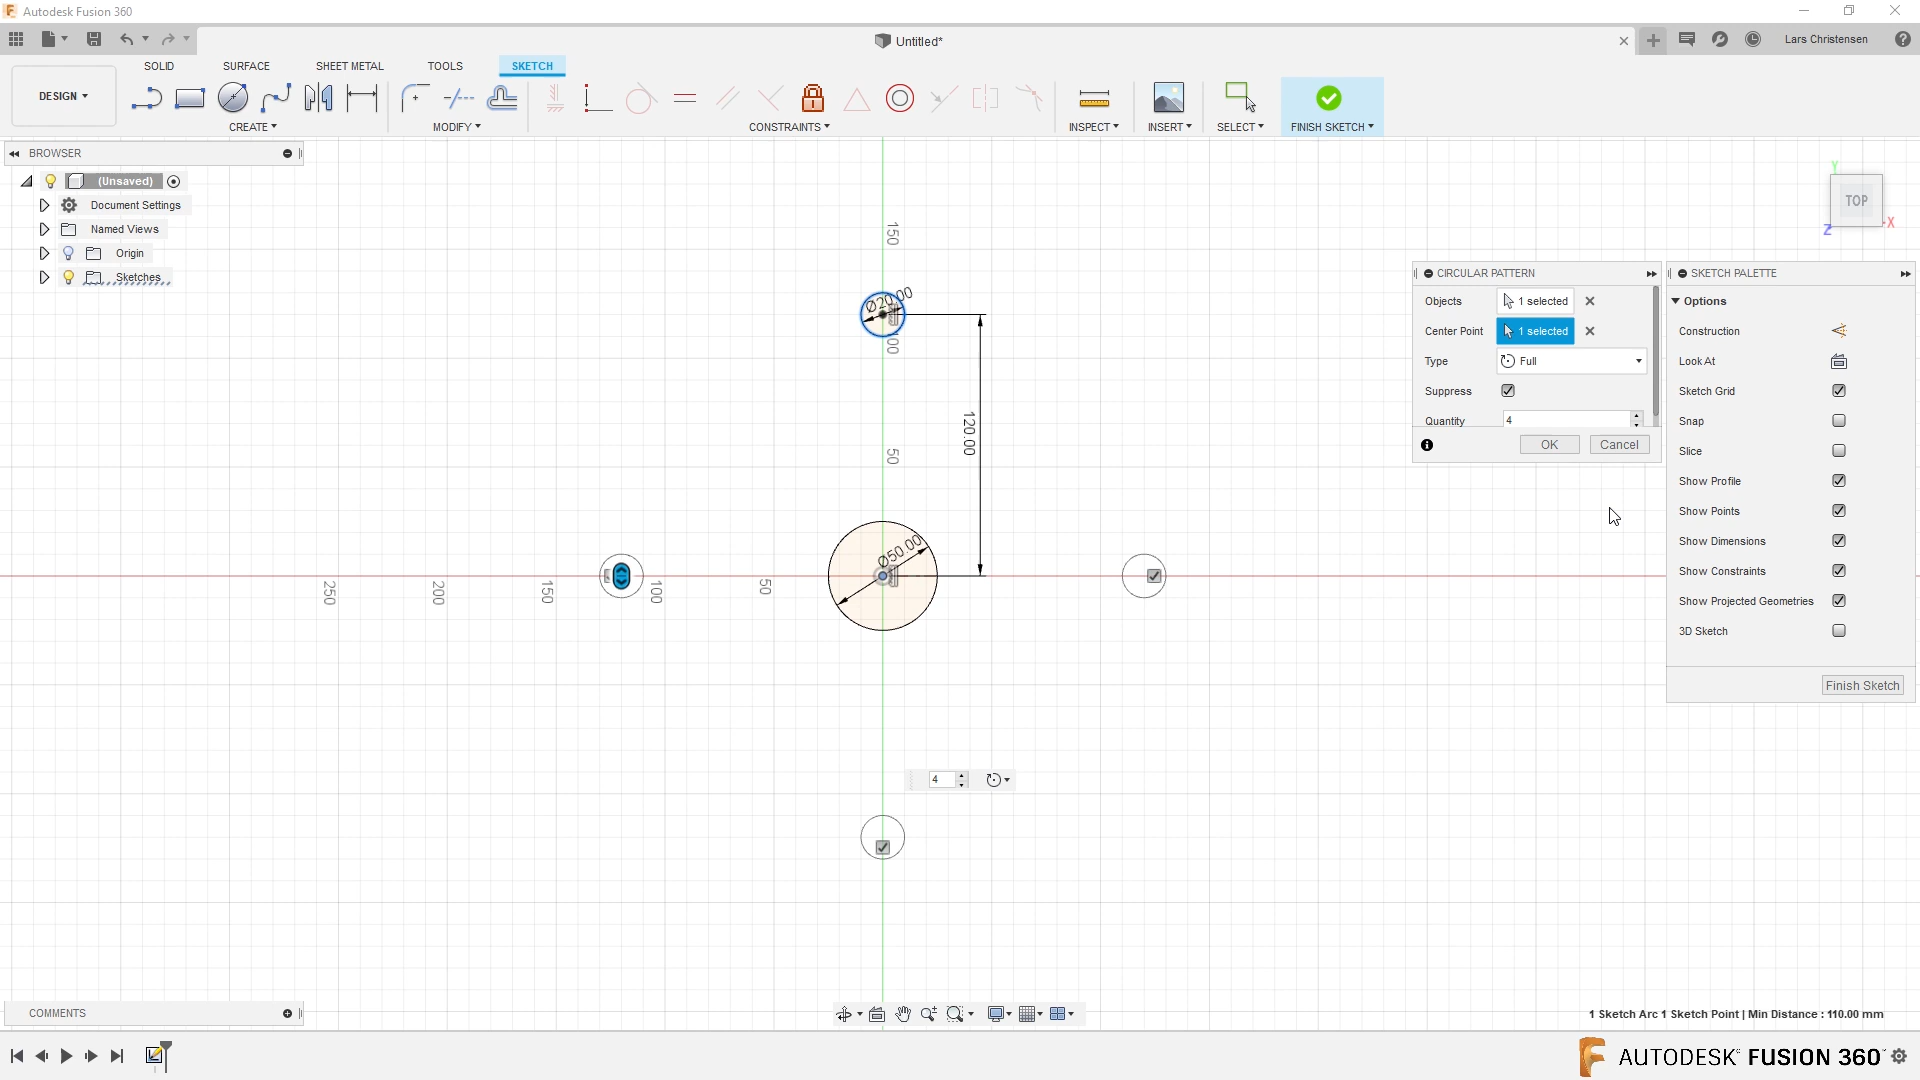 Autodesk Fusion 360
Untitled*
Lars Christensen
SOLID SURFACE SHEET METAL TOOLS SKETCH
DESIGN
CREATE MODIFY CONSTRAINTS INSPECT INSERT SELECT FINISH SKETCH
BROWSER
(Unsaved)
Document Settings
Named Views
Origin
Sketches
Y
TOP
X
Z
150
Ø20.00
00
120.00
50
Ø50.00
250
200
150
100
50
CIRCULAR PATTERN
Objects 1 selected
Center Point 1 selected
Type Full
Suppress
Quantity 4
OK Cancel
SKETCH PALETTE
Options
Construction
Look At
Sketch Grid
Snap
Slice
Show Profile
Show Points
Show Dimensions
Show Constraints
Show Projected Geometries
3D Sketch
Finish Sketch
4
COMMENTS
1 Sketch Arc 1 Sketch Point | Min Distance : 110.00 mm
AUTODESK FUSION 360